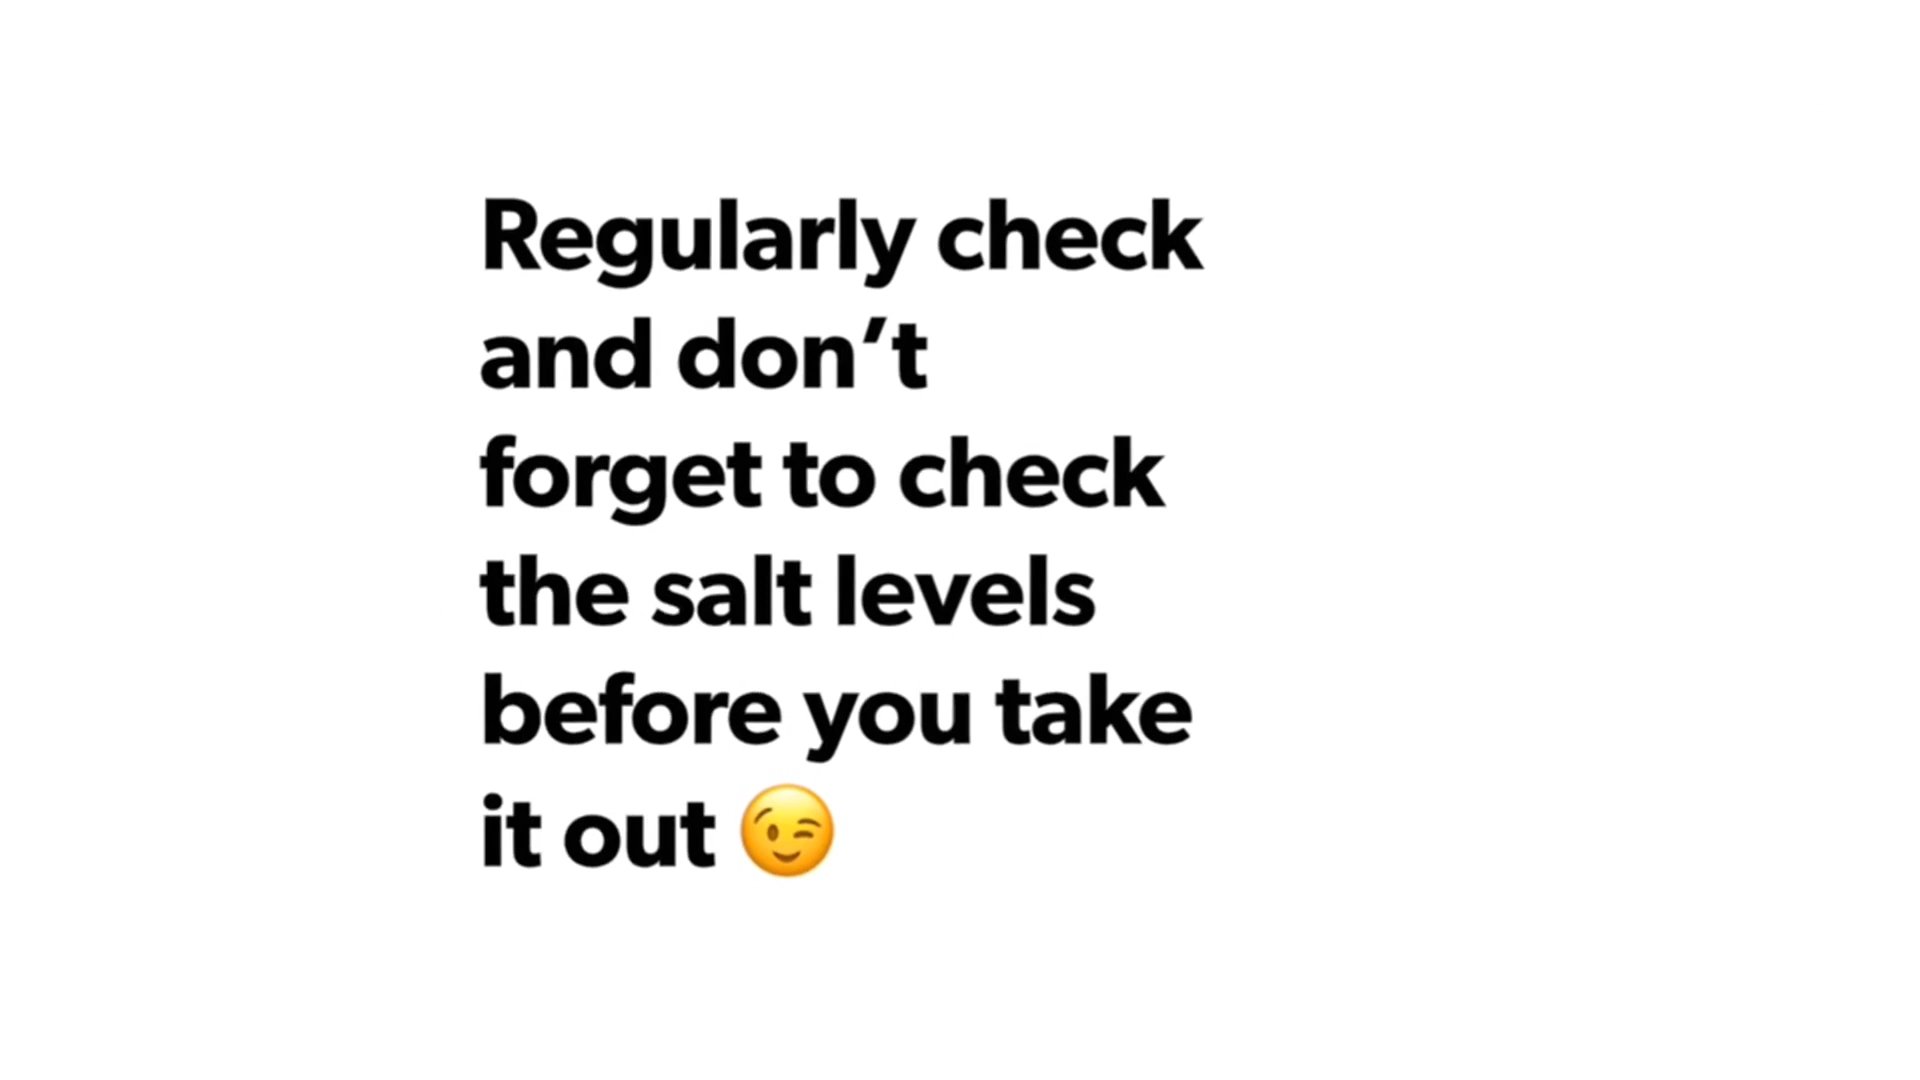 Regularly check
and don’t
forget to check
the salt levels
before you take
it out 😉